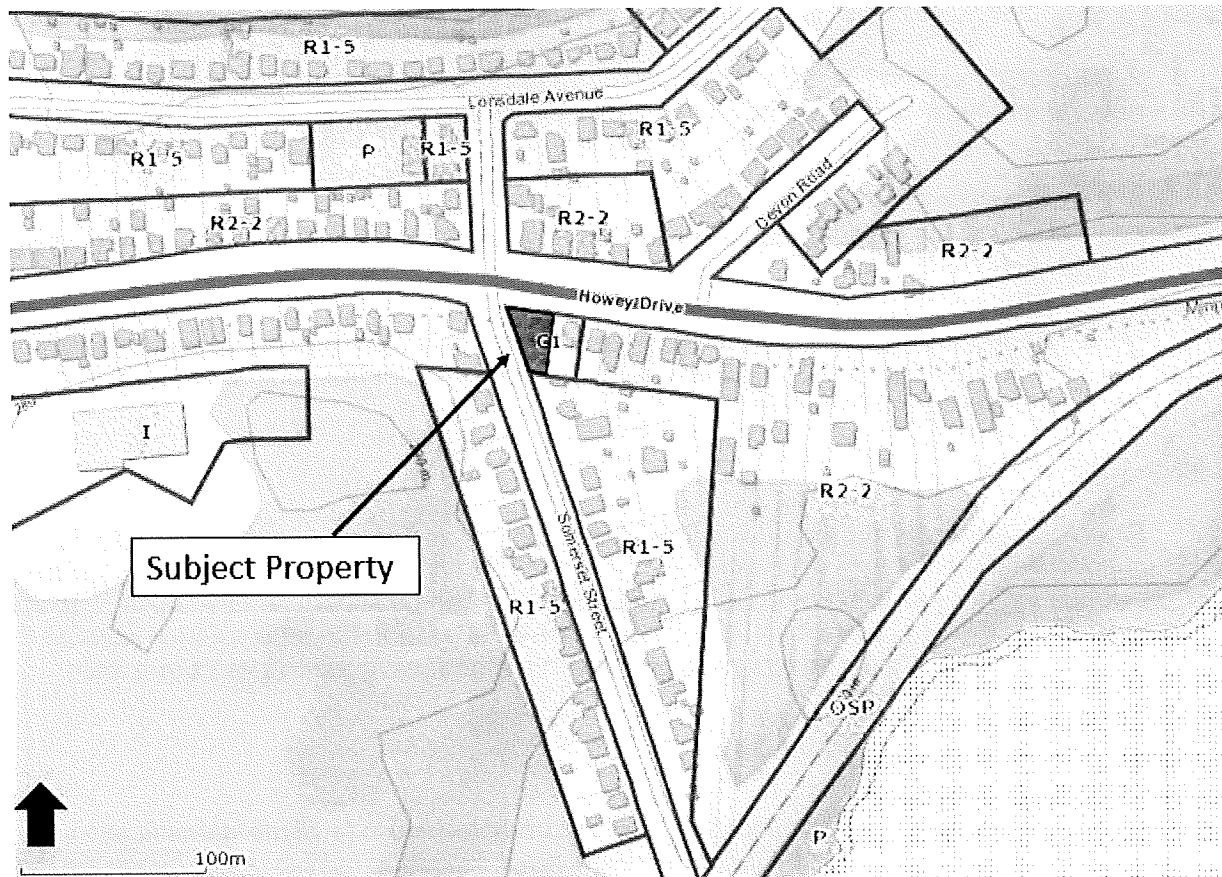 R1-5
Lonsdale Avenue
R1-5
P
R1-5
R1-5
Devon Road
R2-2
R2-2
R2-2
Howey Drive
C1
I
Subject Property
Somerset Street
R1-5
R1-5
R2-2
OSP
P
100m